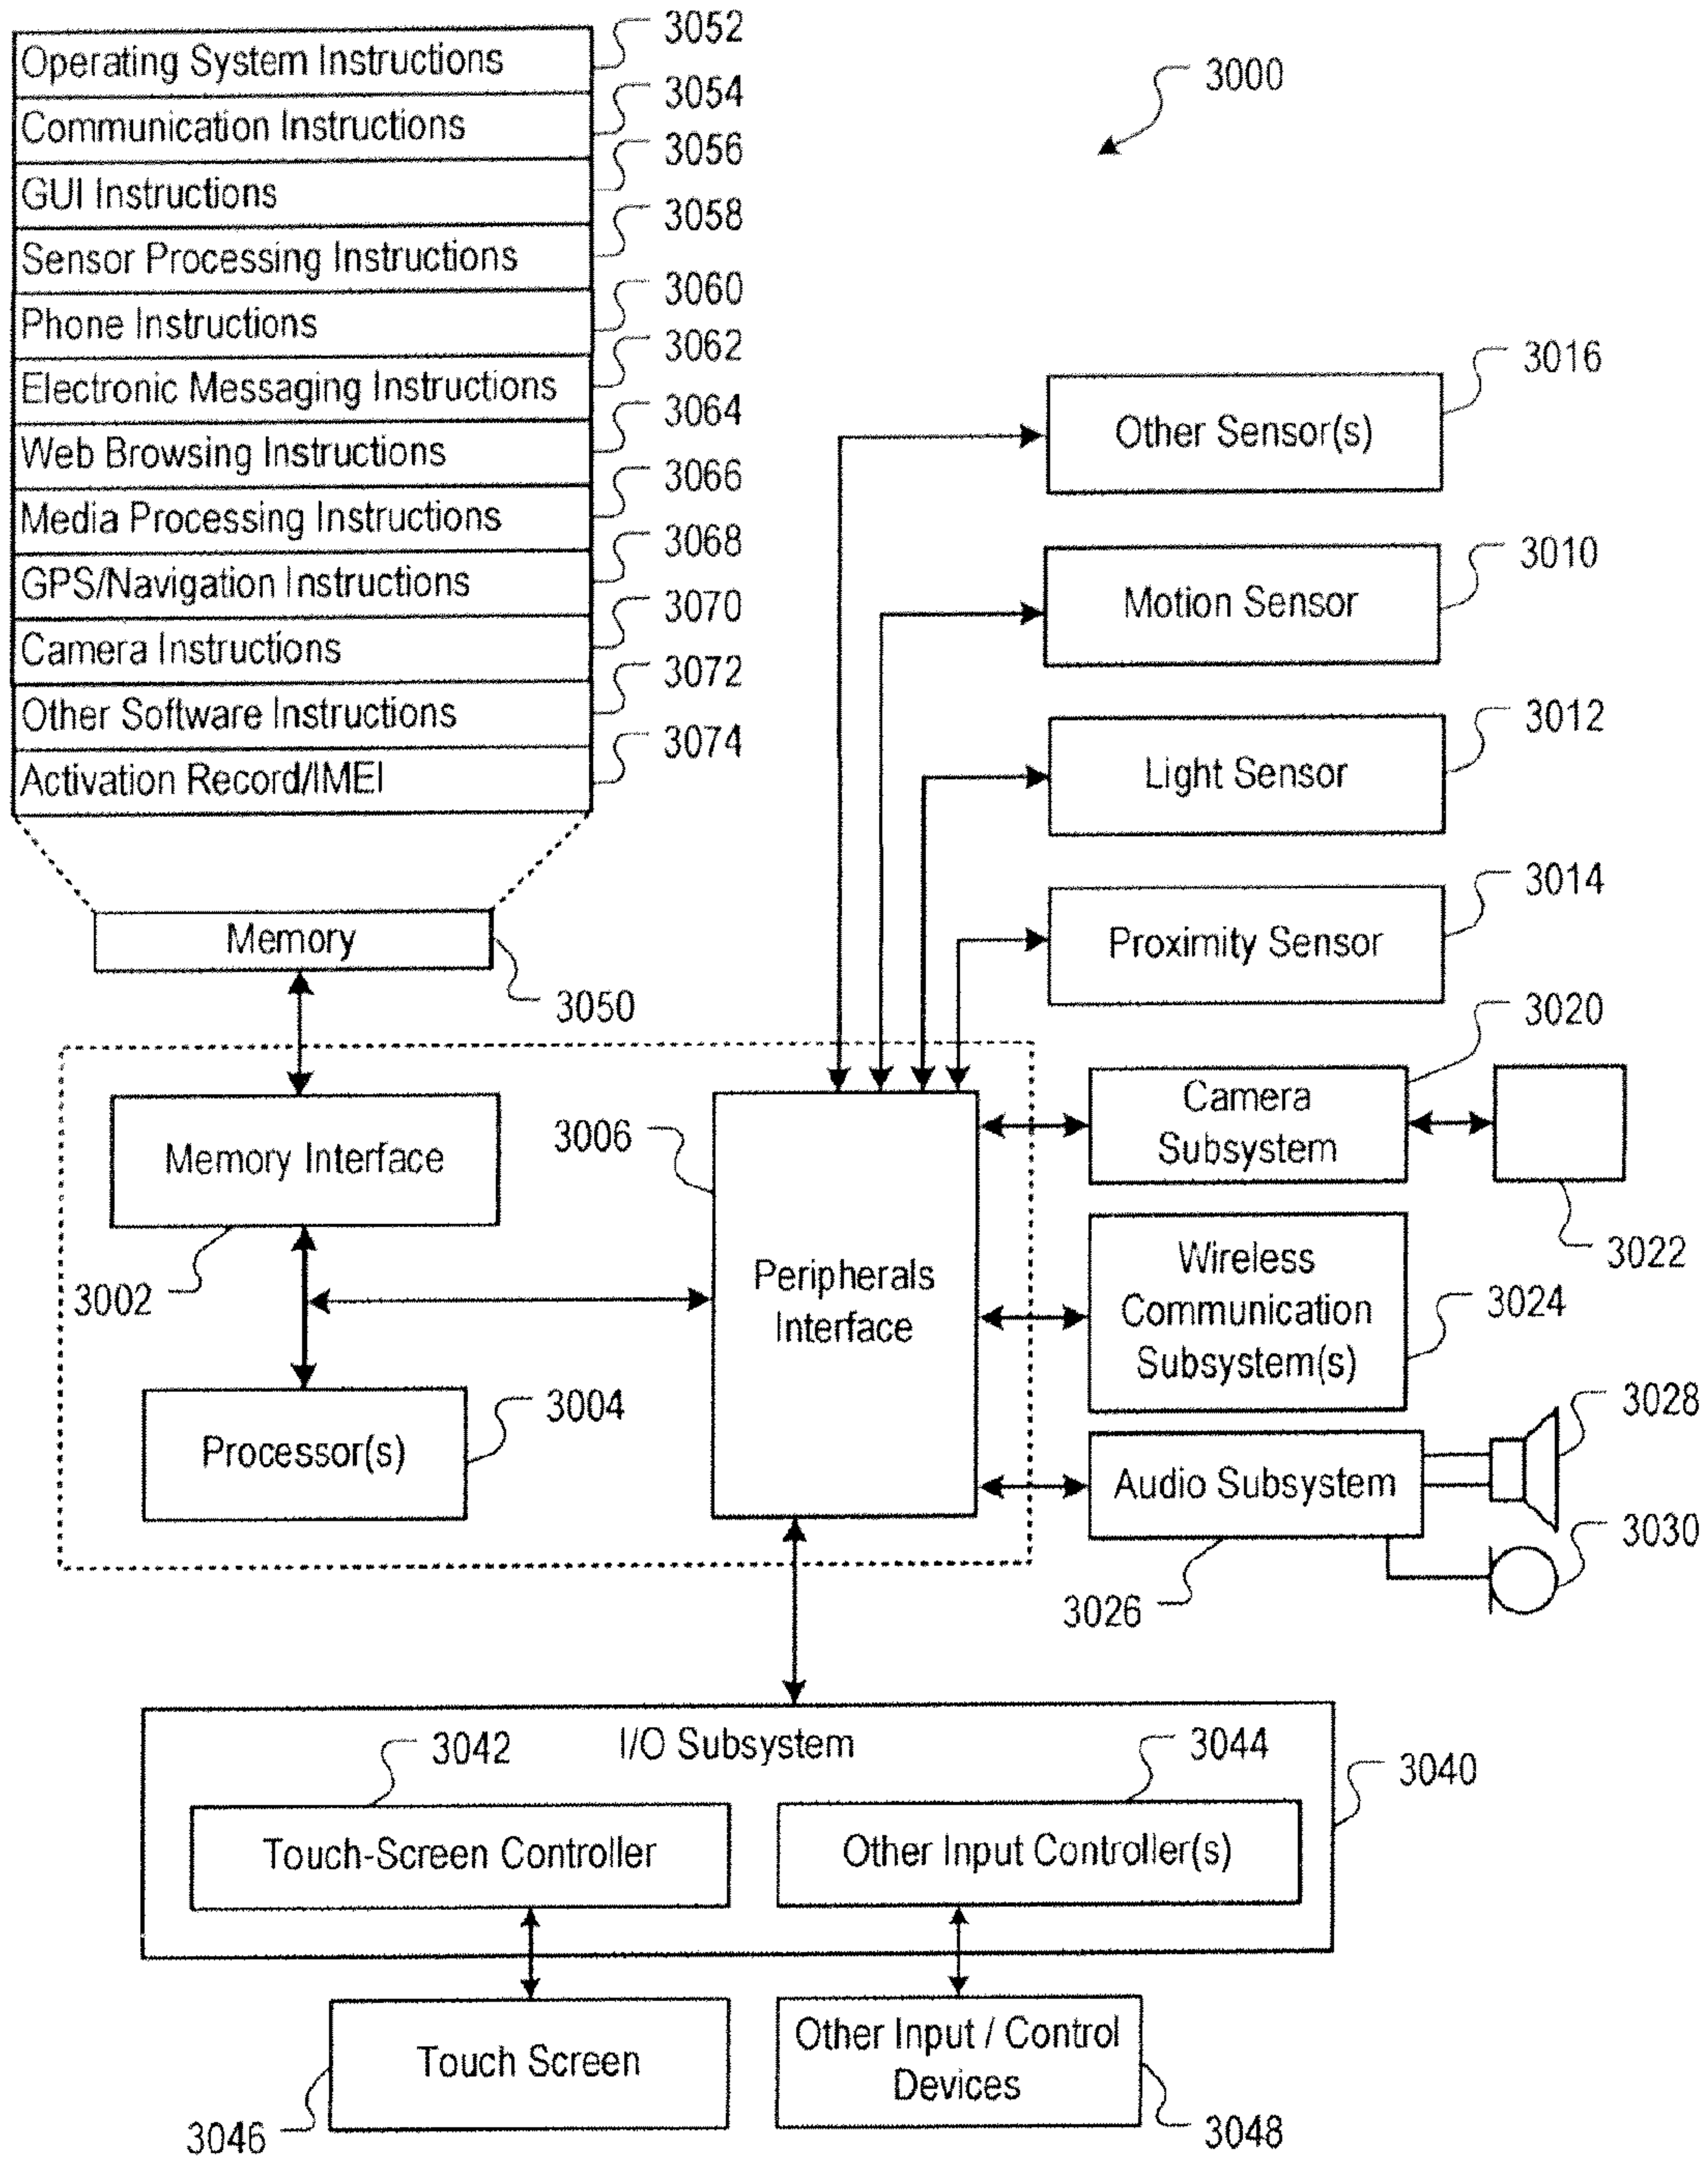 3052
Operating System Instructions
3054
Communication Instructions
3056
GUI Instructions
3058
Sensor Processing Instructions
3060
Phone Instructions
3062
Electronic Messaging Instructions
3064
Web Browsing Instructions
3066
Media Processing Instructions
3068
GPS/Navigation Instructions
3070
Camera Instructions
3072
Other Software Instructions
3074
Activation Record/IMEI
3000
Memory
3050
3016
Other Sensor(s)
3010
Motion Sensor
3012
Light Sensor
3014
Proximity Sensor
3020
Camera
Subsystem
3022
Memory Interface
3002
3006
Peripherals
Interface
Wireless
Communication
Subsystem(s)
3024
Processor(s)
3004
Audio Subsystem
3028
3030
3026
I/O Subsystem
3042
3044
3040
Touch-Screen Controller
Other Input Controller(s)
Touch Screen
3046
Other Input / Control
Devices
3048